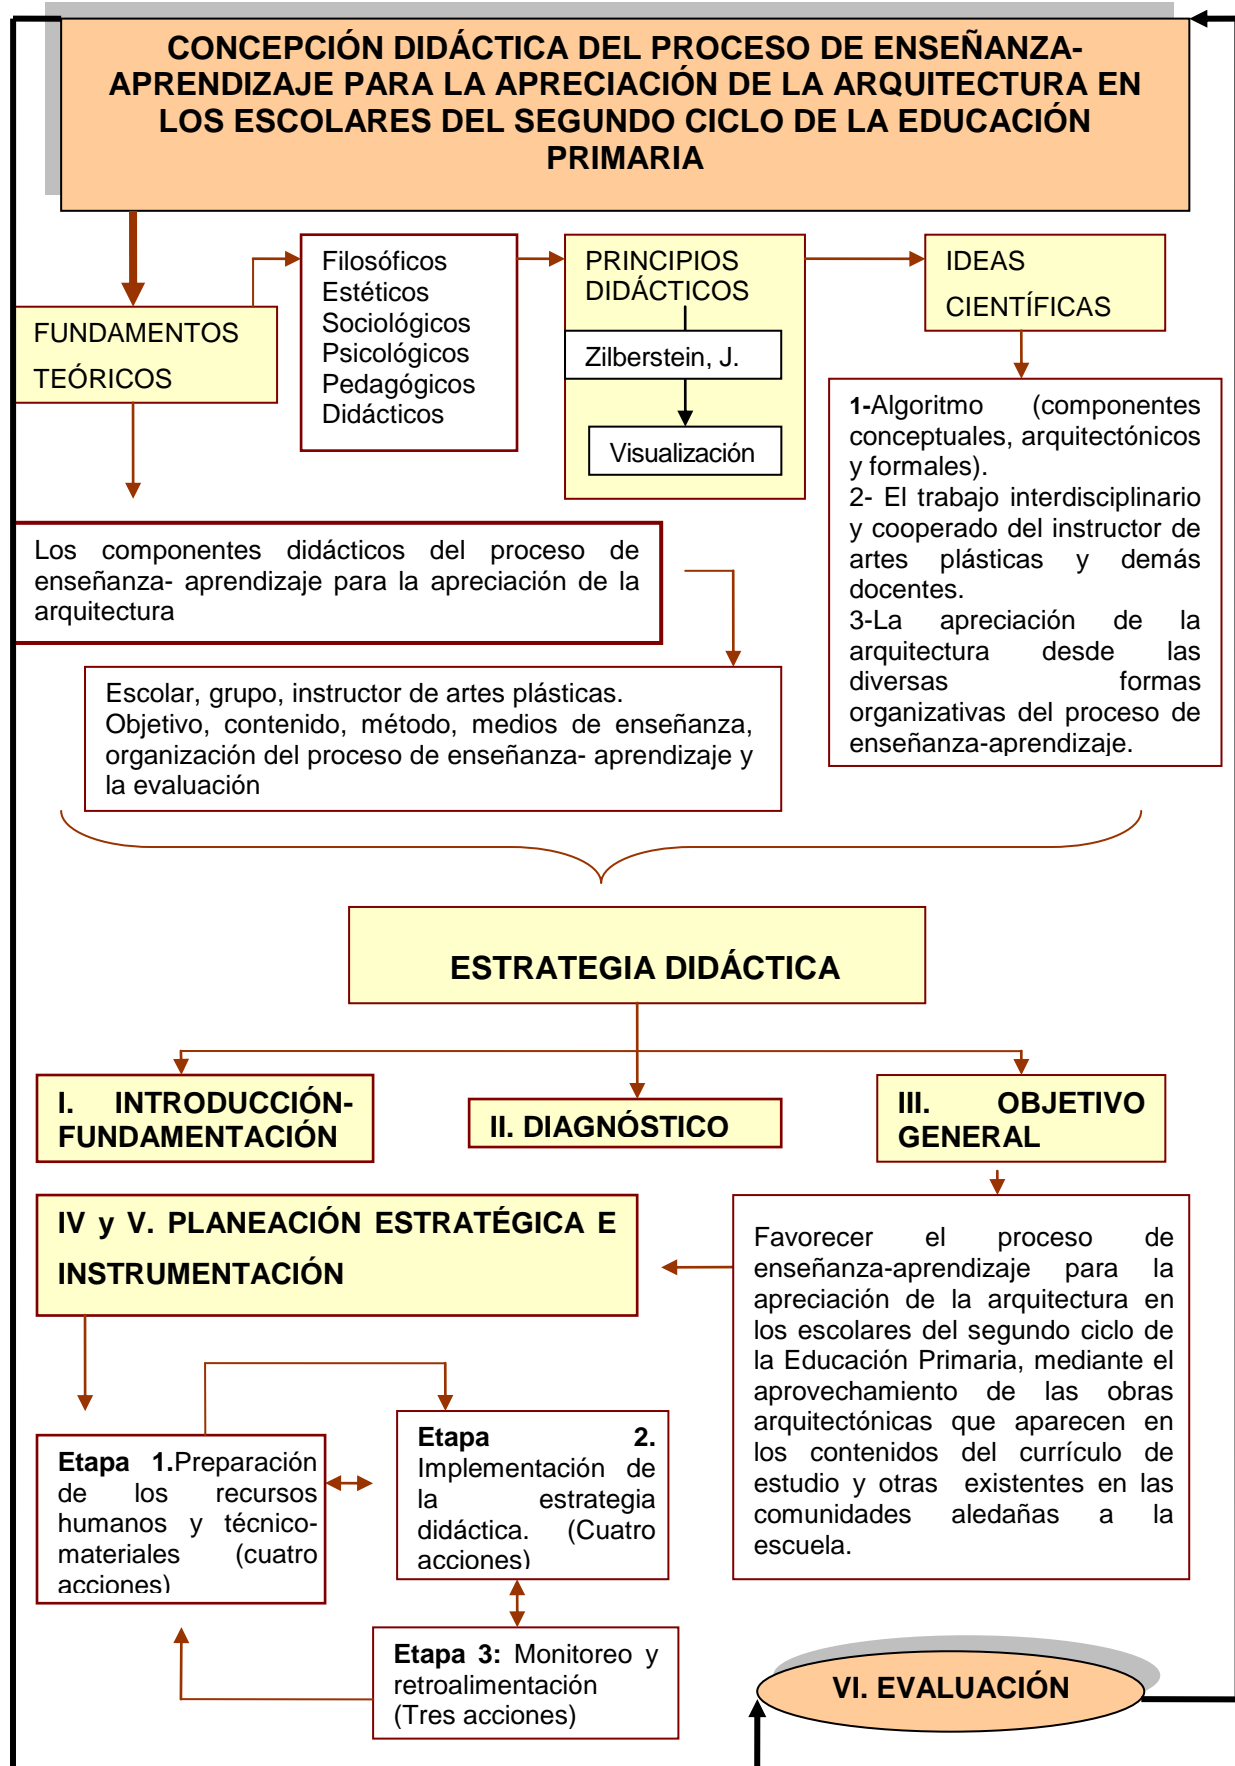 CONCEPCIÓN DIDÁCTICA DEL PROCESO DE ENSEÑANZA-
APRENDIZAJE PARA LA APRECIACIÓN DE LA ARQUITECTURA EN
LOS ESCOLARES DEL SEGUNDO CICLO DE LA EDUCACIÓN
PRIMARIA
FUNDAMENTOS
TEÓRICOS
Filosóficos
Estéticos
Sociológicos
Psicológicos
Pedagógicos
Didácticos
PRINCIPIOS
DIDÁCTICOS
Zilberstein, J.
Visualización
IDEAS
CIENTÍFICAS
1-Algoritmo (componentes
conceptuales, arquitectónicos
y formales).
2- El trabajo interdisciplinario
y cooperado del instructor de
artes plásticas y demás
docentes.
3-La apreciación de la
arquitectura desde las
diversas formas
organizativas del proceso de
enseñanza-aprendizaje.
Los componentes didácticos del proceso de
enseñanza- aprendizaje para la apreciación de la
arquitectura
Escolar, grupo, instructor de artes plásticas.
Objetivo, contenido, método, medios de enseñanza,
organización del proceso de enseñanza- aprendizaje y
la evaluación
ESTRATEGIA DIDÁCTICA
I. INTRODUCCIÓN-
FUNDAMENTACIÓN
II. DIAGNÓSTICO
III. OBJETIVO
GENERAL
IV y V. PLANEACIÓN ESTRATÉGICA E
INSTRUMENTACIÓN
Favorecer el proceso de
enseñanza-aprendizaje para la
apreciación de la arquitectura en
los escolares del segundo ciclo de
la Educación Primaria, mediante el
aprovechamiento de las obras
arquitectónicas que aparecen en
los contenidos del currículo de
estudio y otras existentes en las
comunidades aledañas a la
escuela.
Etapa 1.Preparación
de los recursos
humanos y técnico-
materiales (cuatro
acciones)
Etapa 2.
Implementación de
la estrategia
didáctica. (Cuatro
acciones)
Etapa 3: Monitoreo y
retroalimentación
(Tres acciones)
VI. EVALUACIÓN